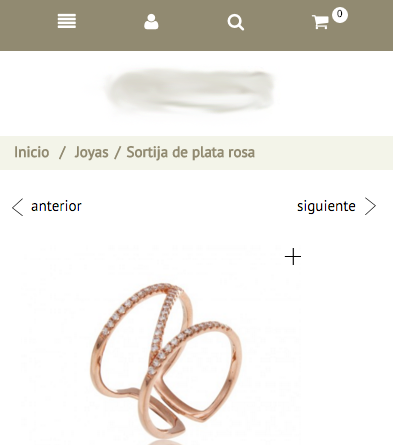 0
Inicio / Joyas / Sortija de plata rosa
anterior
siguiente